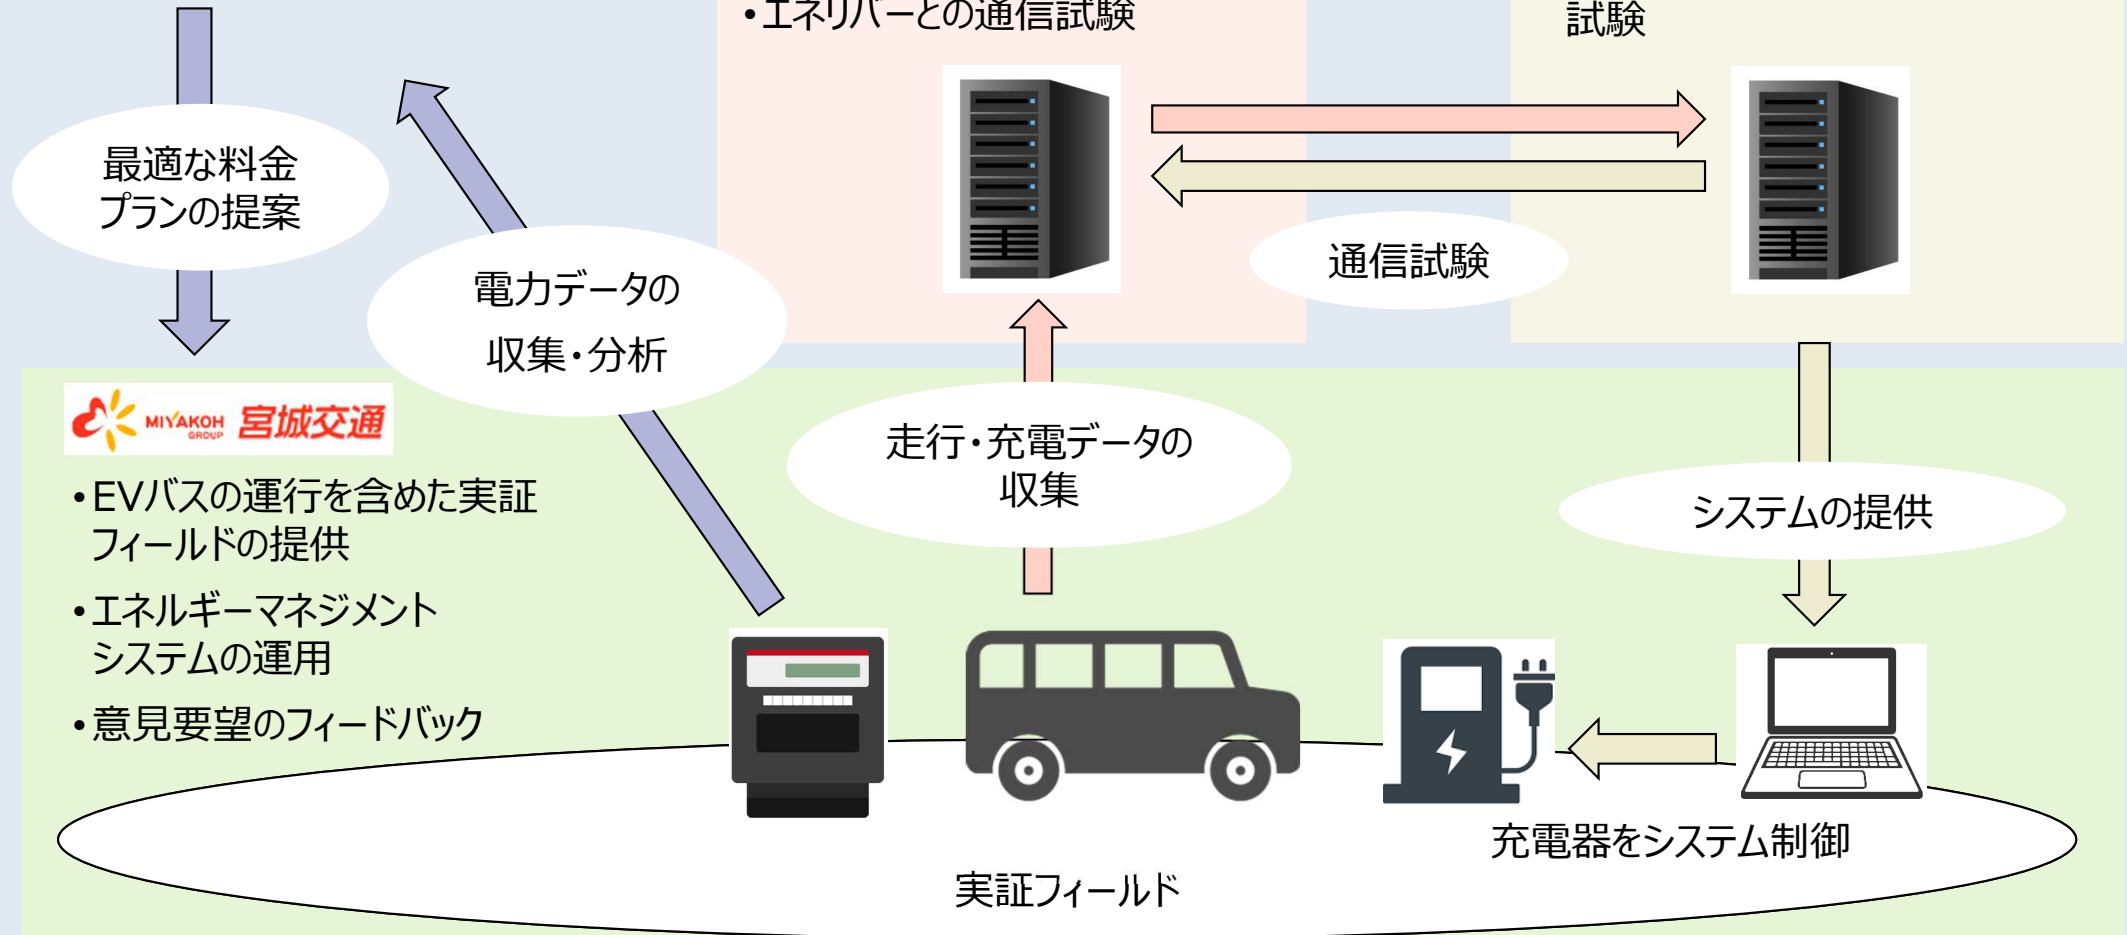 ・エネリバーとの通信試験
試験
最適な料金
プランの提案
電力データの
収集・分析
通信試験
走行・充電データの
収集
システムの提供
MIYAKOH
GROUP
宮城交通
・EVバスの運行を含めた実証
フィールドの提供
・エネルギーマネジメント
システムの運用
・意見要望のフィードバック
充電器をシステム制御
実証フィールド